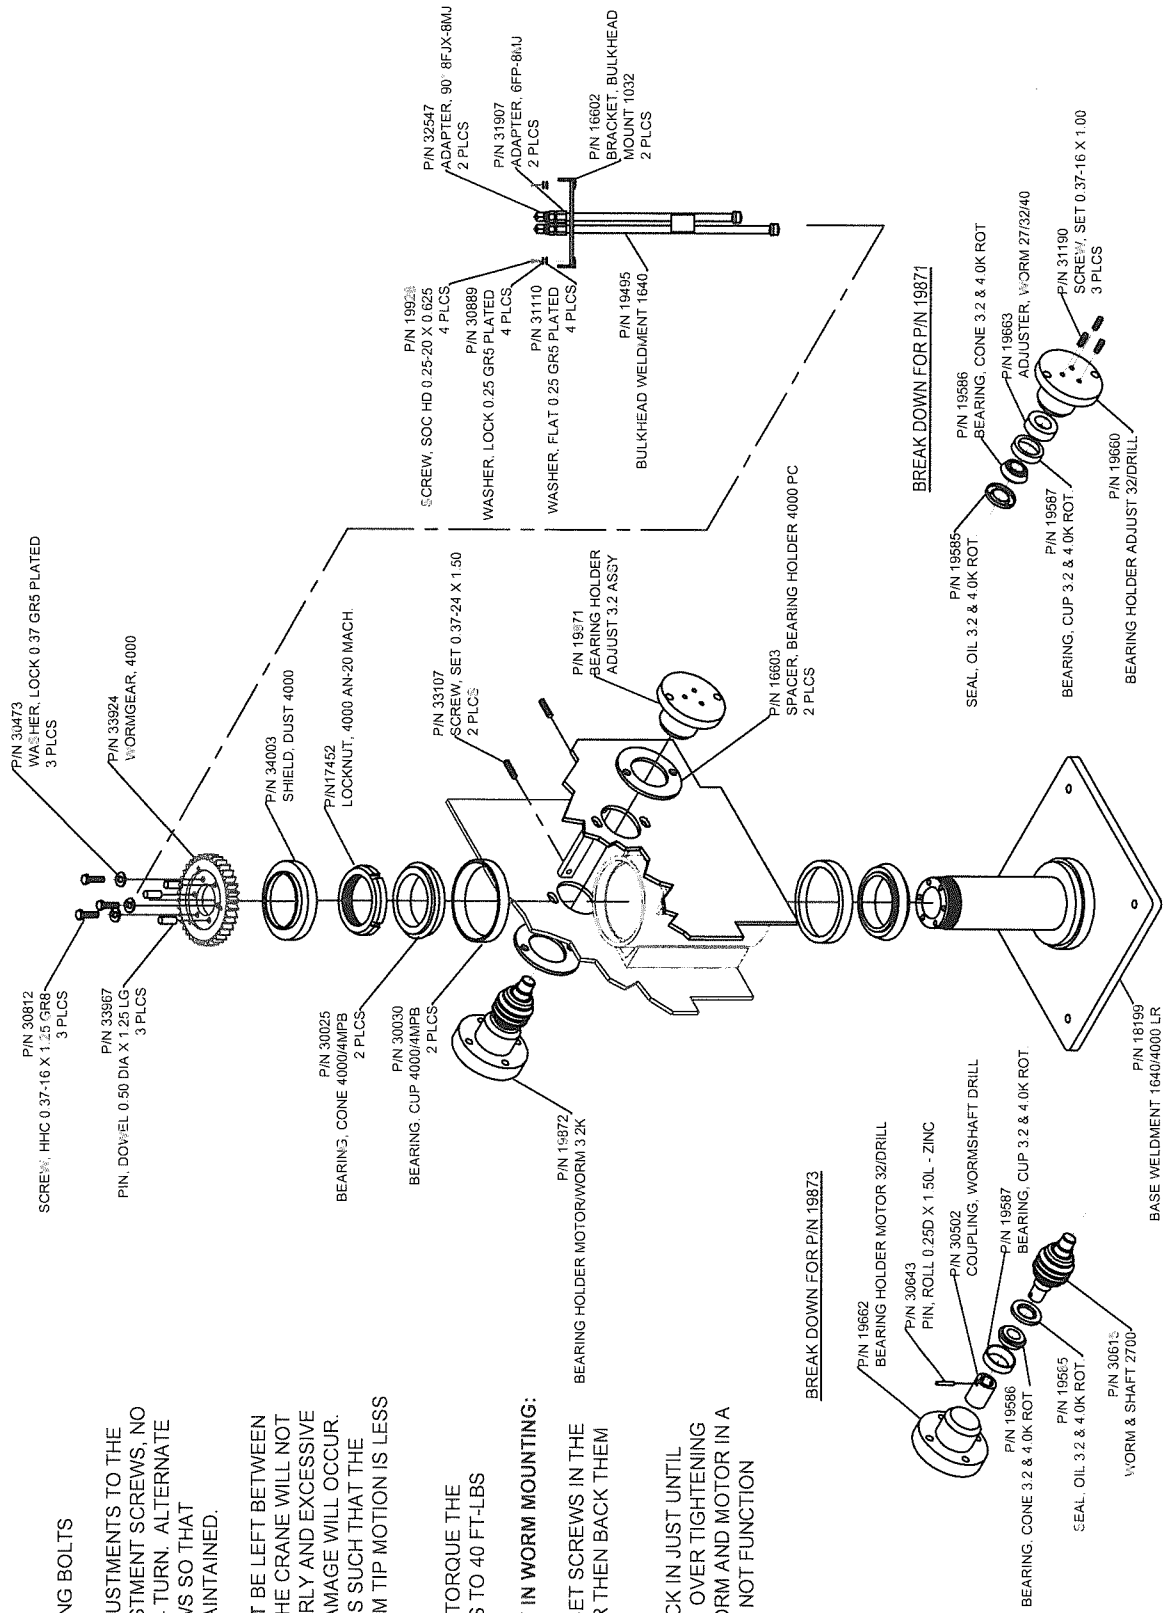 NG BOLTS
USTMENTS TO THE
STMENT SCREWS, NO
TURN. ALTERNATE
WS SO THAT
AINTAINED.
T BE LEFT BETWEEN
HE CRANE WILL NOT
RLY AND EXCESSIVE
AMAGE WILL OCCUR.
S SUCH THAT THE
M TIP MOTION IS LESS
TORQUE THE
S TO 40 FT-LBS
IN WORM MOUNTING:
ET SCREWS IN THE
R THEN BACK THEM
CK IN JUST UNTIL
OVER TIGHTENING
ORM AND MOTOR IN A
NOT FUNCTION
P/N 30812
SCREW, HHC 0.37-16 X 1.25 GR8
3 PLCS
P/N 33967
PIN, DOWEL 0.50 DIA X 1.25 LG
3 PLCS
P/N 30473
WASHER, LOCK 0.37 GR5 PLATED
3 PLCS
P/N 33924
WORMGEAR, 4000
P/N 34003
SHIELD, DUST 4000
P/N17452
LOCKNUT, 4000 AN-20 MACH.
P/N 30025
BEARING, CONE 4000/4MPB
2 PLCS
P/N 30030
BEARING, CUP 4000/4MPB
2 PLCS
P/N 33107
SCREW, SET 0.37-24 X 1.50
2 PLCS
P/N 19871
BEARING HOLDER
ADJUST 3.2 ASSY
P/N 16603
SPACER, BEARING HOLDER 4000 PC
2 PLCS
P/N 19872
BEARING HOLDER MOTOR/WORM 3.2K
P/N 18199
BASE WELDMENT 1640/4000 LR
P/N 32547
ADAPTER, 90° 8FJX-8MJ
2 PLCS
P/N 31907
ADAPTER, 6FP-8MJ
2 PLCS
P/N 16602
BRACKET, BULKHEAD
MOUNT 1032
2 PLCS
P/N
SCREW, SOC HD 0.25-20 X 0.625
4 PLCS
P/N 30889
WASHER, LOCK 0.25 GR5 PLATED
4 PLCS
P/N 31110
WASHER, FLAT 0.25 GR5 PLATED
4 PLCS
P/N 19495
BULKHEAD WELDMENT 1640
BREAK DOWN FOR P/N 19873
P/N 19662
BEARING HOLDER MOTOR 32/DRILL
P/N 30643
PIN, ROLL 0.25D X 1.50L - ZINC
P/N 30502
COUPLING, WORMSHAFT DRILL
P/N 19587
BEARING, CUP 3.2 & 4.0K ROT.
P/N 19586
BEARING, CONE 3.2 & 4.0K ROT
P/N 19585
SEAL, OIL 3.2 & 4.0K ROT.
P/N
WORM & SHAFT 2700
BREAK DOWN FOR P/N 19871
P/N 19585
SEAL, OIL 3.2 & 4.0K ROT.
P/N 19586
BEARING, CONE 3.2 & 4.0K ROT
P/N 19587
BEARING, CUP 3.2 & 4.0K ROT.
P/N 19663
ADJUSTER, WORM 27/32/40
P/N 31190
SCREW, SET 0.37-16 X 1.00
3 PLCS
P/N 19660
BEARING HOLDER ADJUST 32/DRILL